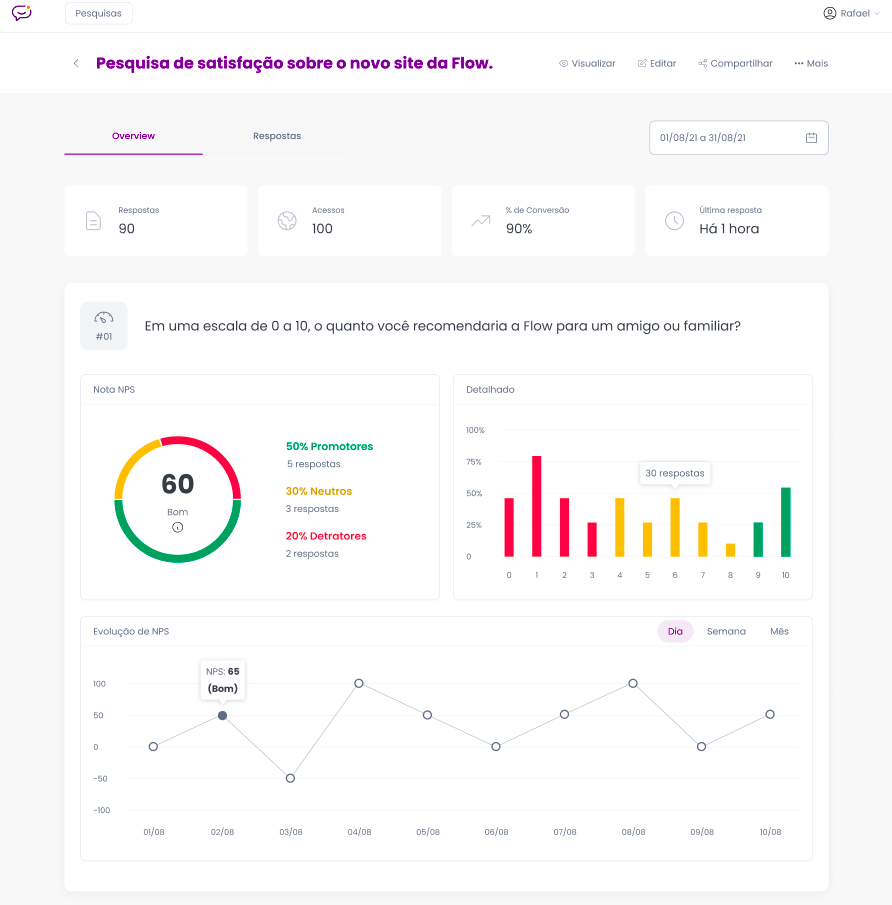 Pesquisas
Rafael
Pesquisa de satisfação sobre o novo site da Flow.
Visualizar
Editar
Compartilhar
Mais
Overview
Respostas
01/08/21 a 31/08/21
Respostas
90
Acessos
100
% de Conversão
90%
Última resposta
Há 1 hora
#01
Em uma escala de 0 a 10, o quanto você recomendaria a Flow para um amigo ou familiar?
Nota NPS
60
Bom
50% Promotores
5 respostas
30% Neutros
3 respostas
20% Detratores
2 respostas
Detalhado
100%
75%
50%
25%
0
30 respostas
0 1 2 3 4 5 6 7 8 9 10
Evolução de NPS
Dia
Semana
Mês
NPS: 65
(Bom)
100
50
0
-50
-100
01/08 02/08 03/08 04/08 05/08 06/08 07/08 08/08 09/08 10/08